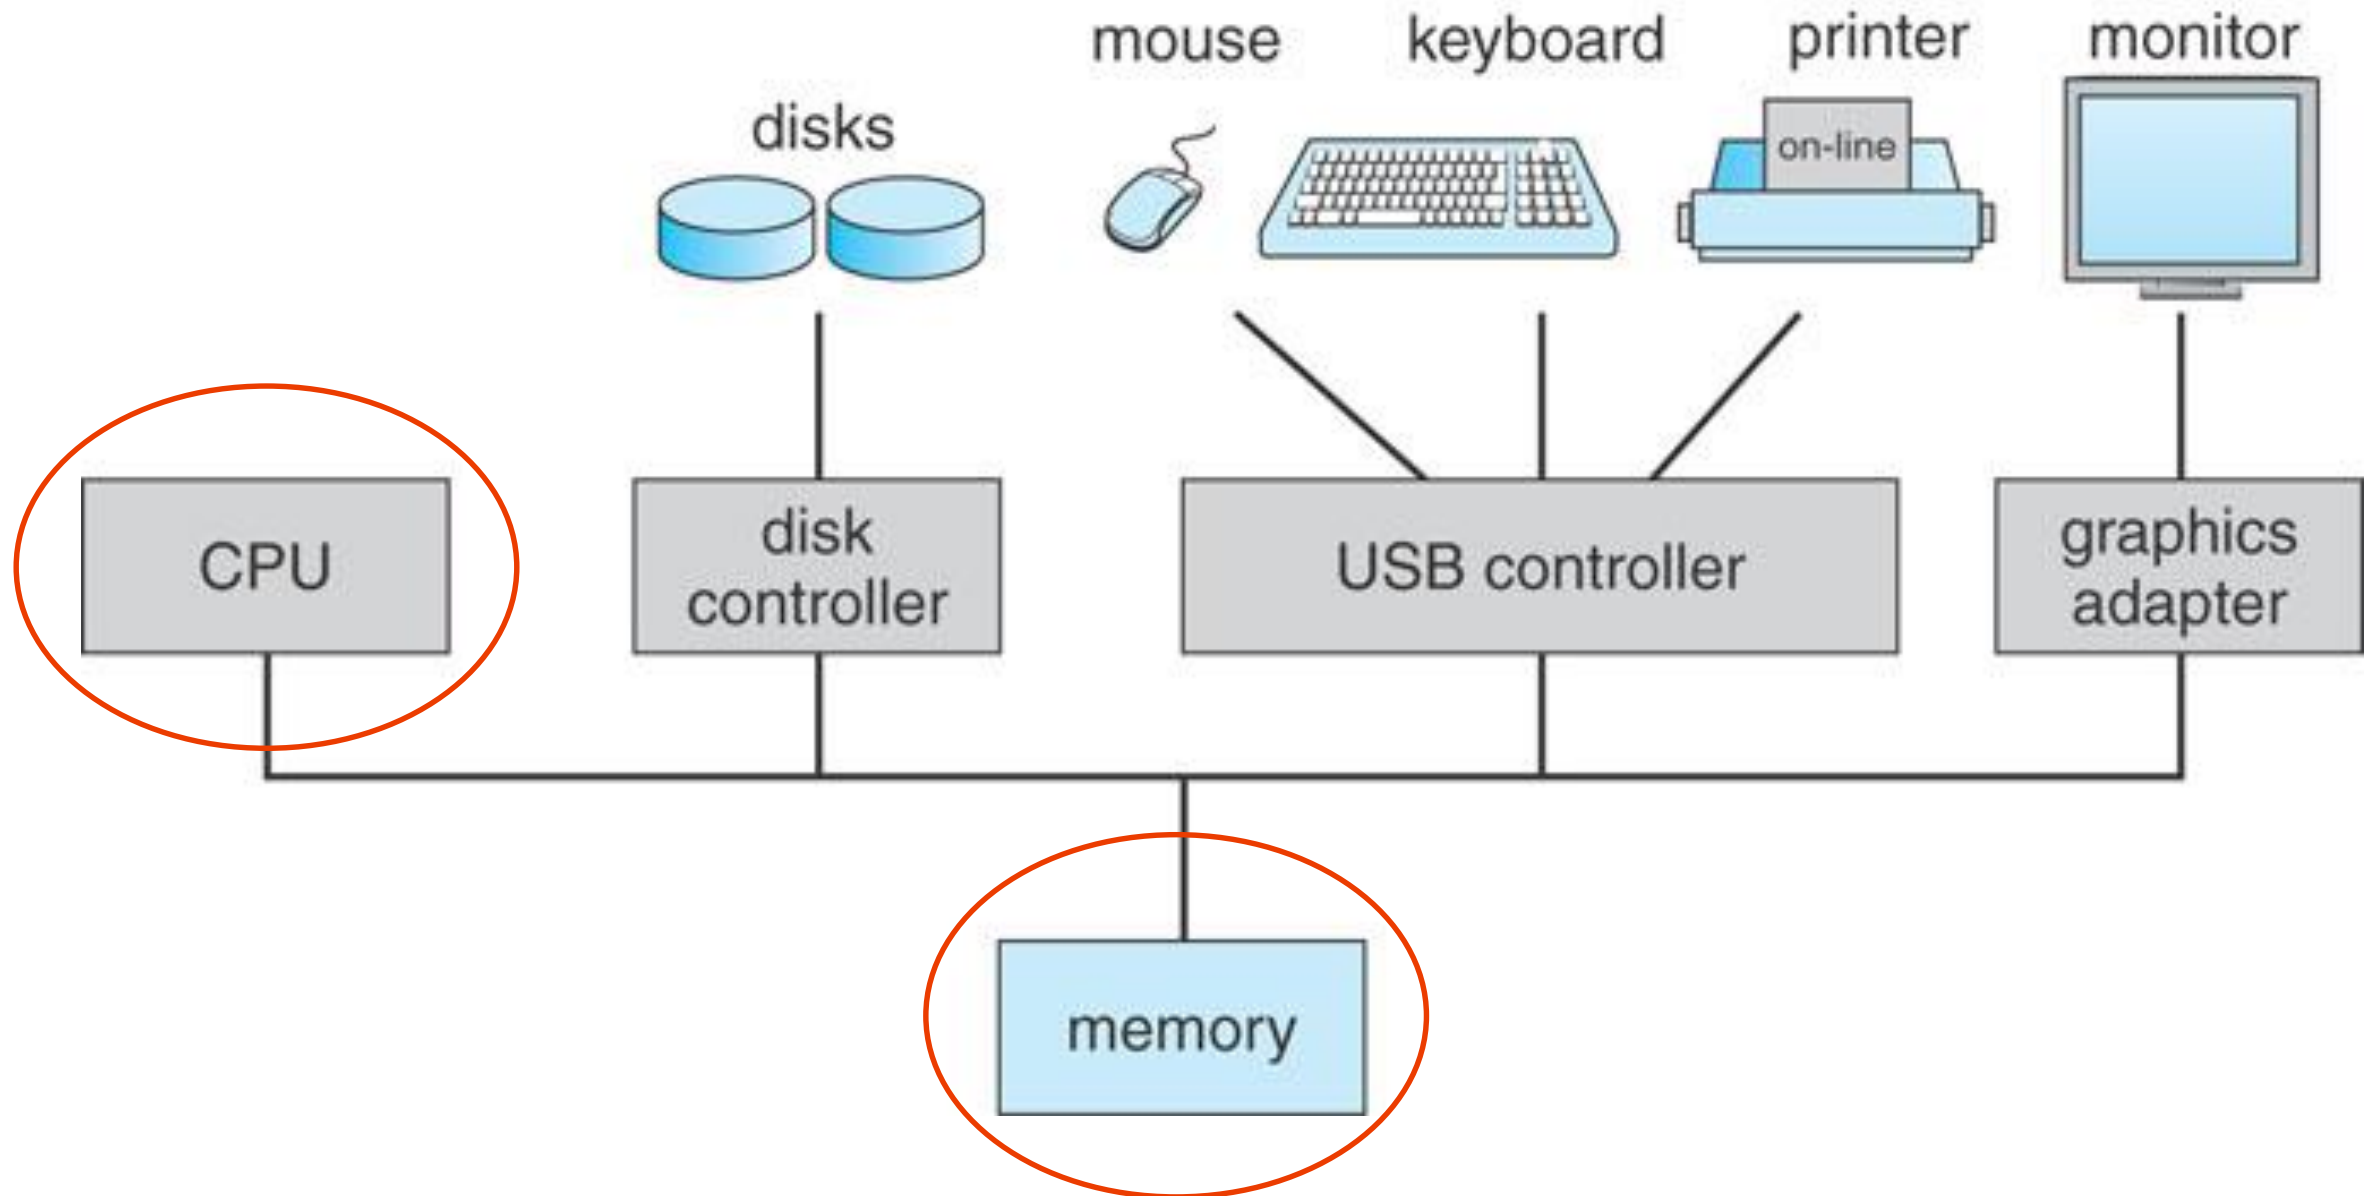 mouse
keyboard
printer
monitor
disks
on-line
CPU
disk
controller
USB controller
graphics
adapter
memory